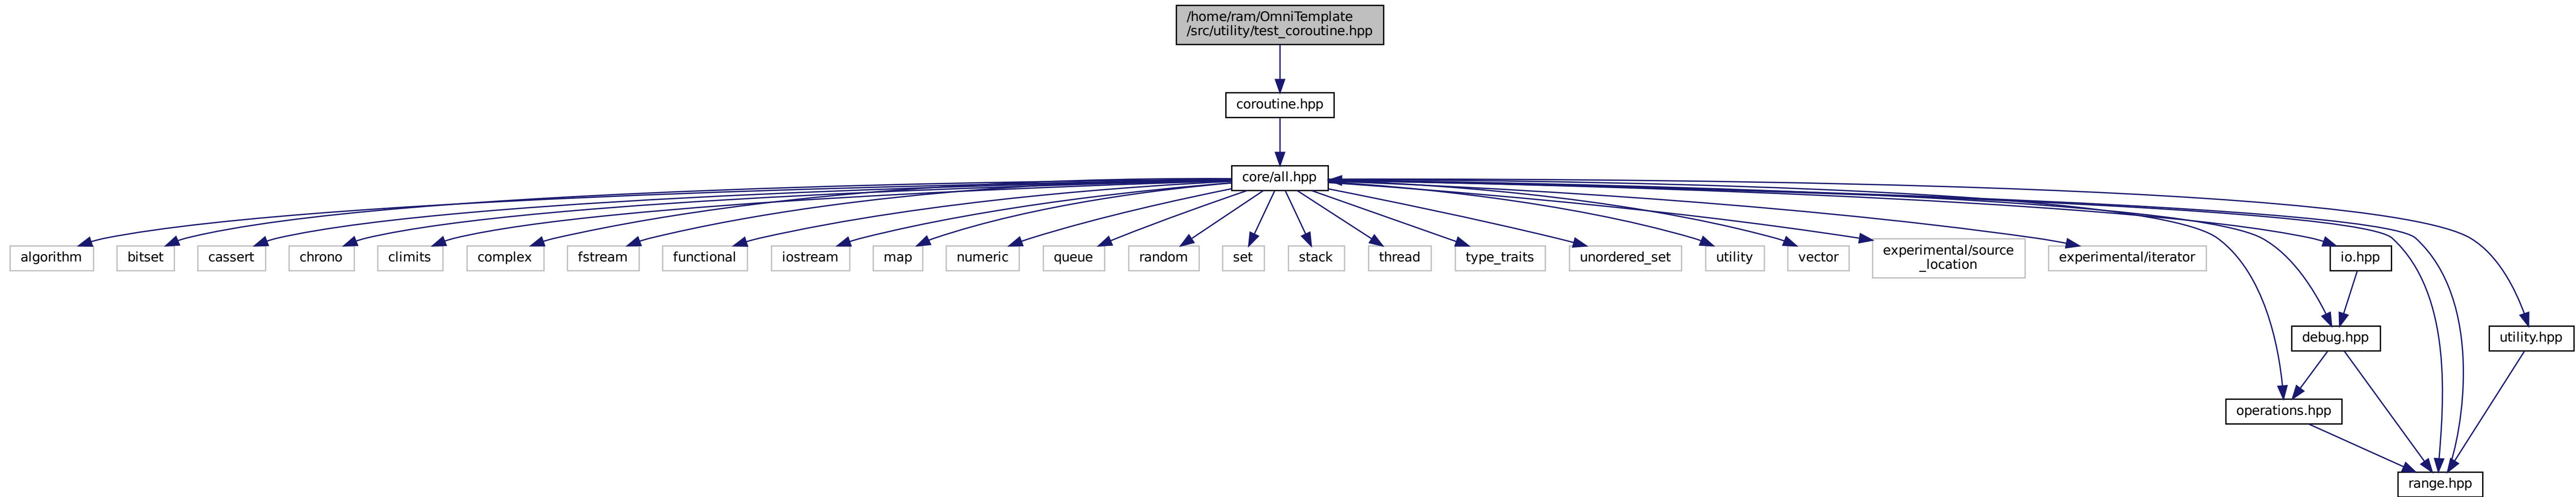 /home/ram/OmniTemplate
/src/utility/test_coroutine.hpp
coroutine.hpp
core/all.hpp
algorithm
bitset
cassert
chrono
climits
complex
fstream
functional
iostream
map
numeric
queue
random
set
stack
thread
type_traits
unordered_set
utility
vector
experimental/source
_location
experimental/iterator
io.hpp
debug.hpp
utility.hpp
operations.hpp
range.hpp